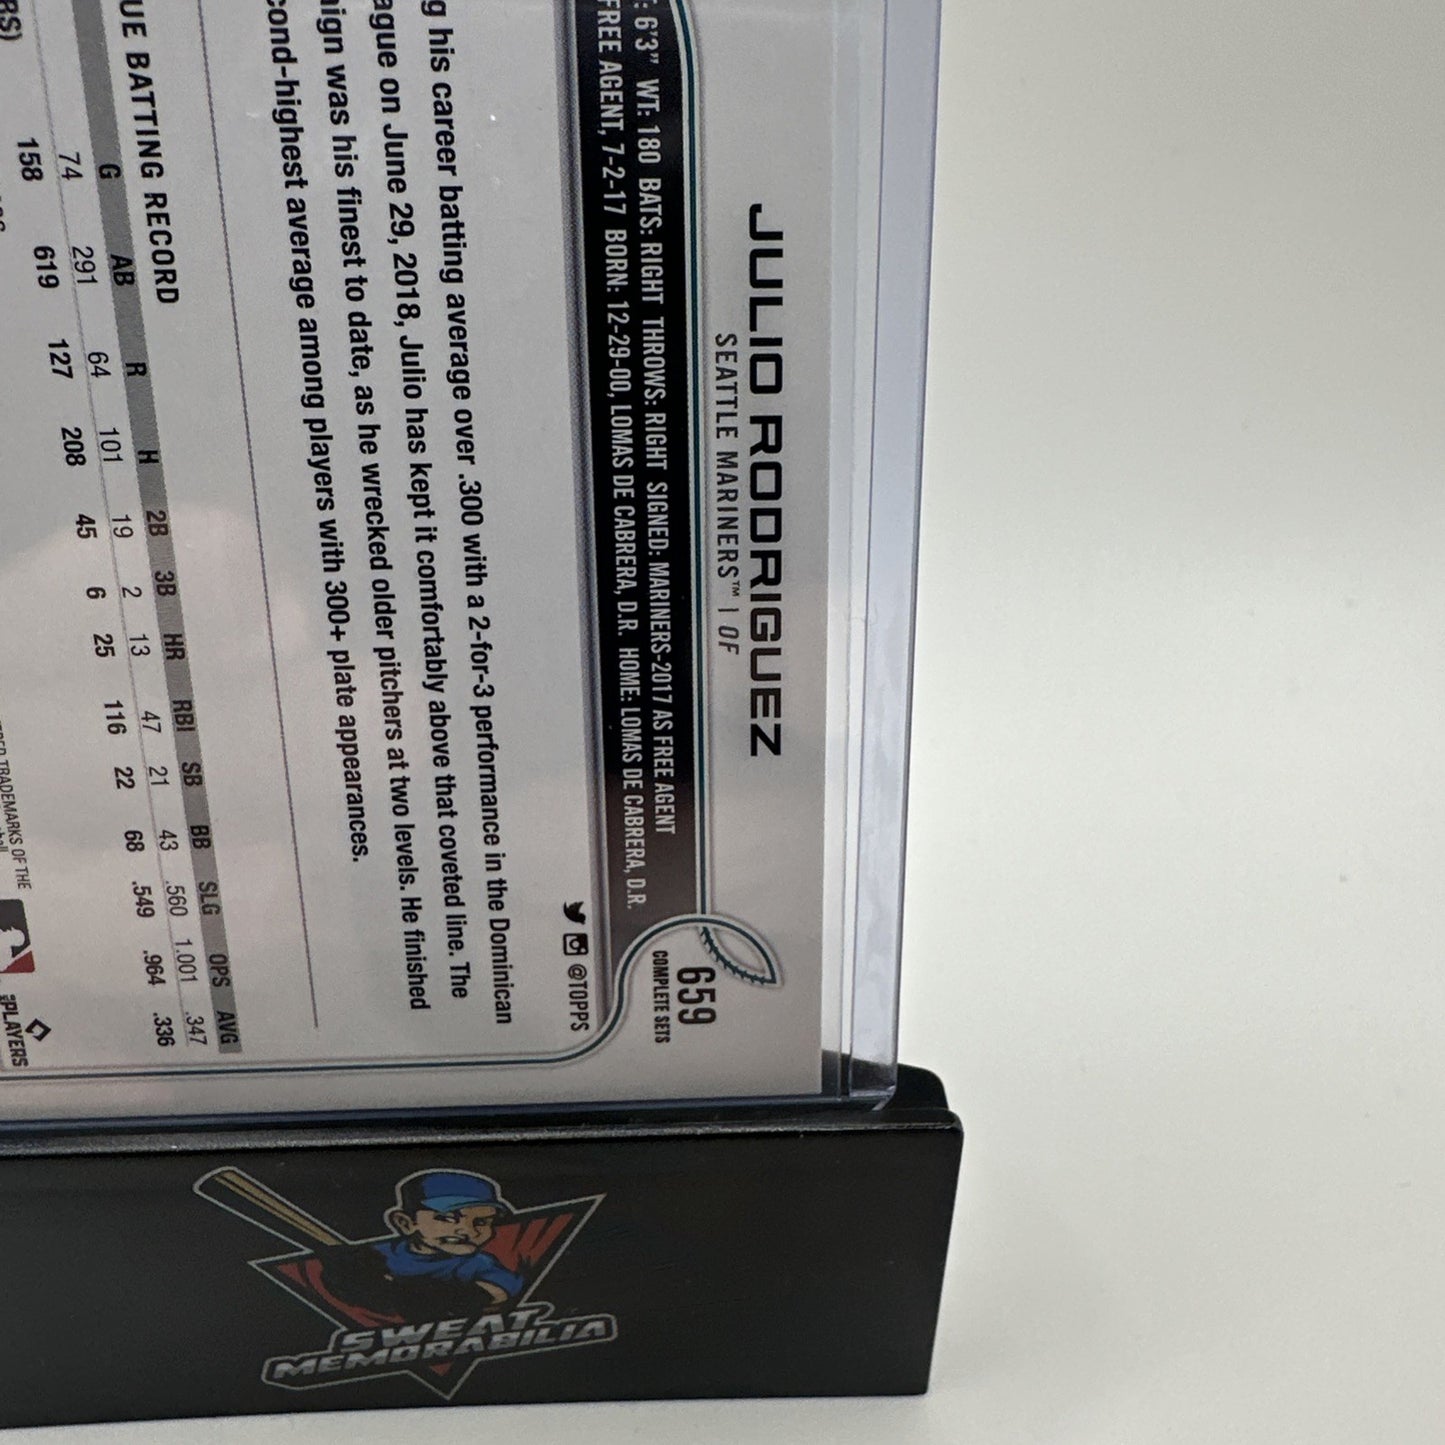 JULIO RODRIGUEZ
SEATTLE MARINERS™ | OF
659
COMPLETE SETS
: 6'3" WT: 180 BATS: RIGHT THROWS: RIGHT SIGNED: MARINERS-2017 AS FREE AGENT
FREE AGENT, 7-2-17 BORN: 12-29-00, LOMAS DE CABRERA, D.R. HOME: LOMAS DE CABRERA, D.R.
@TOPPS
g his career batting average over .300 with a 2-for-3 performance in the Dominican
ague on June 29, 2018, Julio has kept it comfortably above that coveted line. The
aign was his finest to date, as he wrecked older pitchers at two levels. He finished
cond-highest average among players with 300+ plate appearances.
UE BATTING RECORD
G AB R H 2B 3B HR RBI SB BB SLG OPS AVG
74 291 64 101 19 2 13 47 21 43 .560 1.001 .347
158 619 127 208 45 6 25 116 22 68 .549 .964 .336
RS)
TRADEMARKS OF THE
PLAYERS
SWEAT
MEMORABILIA